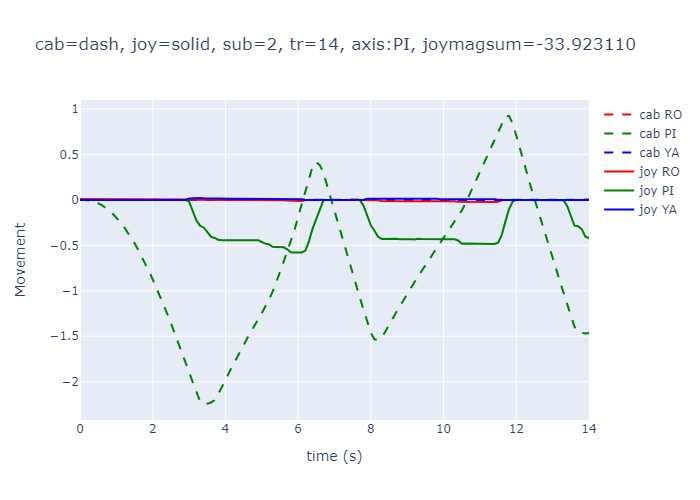 cab=dash, joy=solid, sub=2, tr=14, axis:PI, joymagsum=-33.923110
1
0.5
0
−0.5
−1
−1.5
−2
Movement
0 2 4 6 8 10 12 14
time (s)
cab RO
cab PI
cab YA
joy RO
joy PI
joy YA